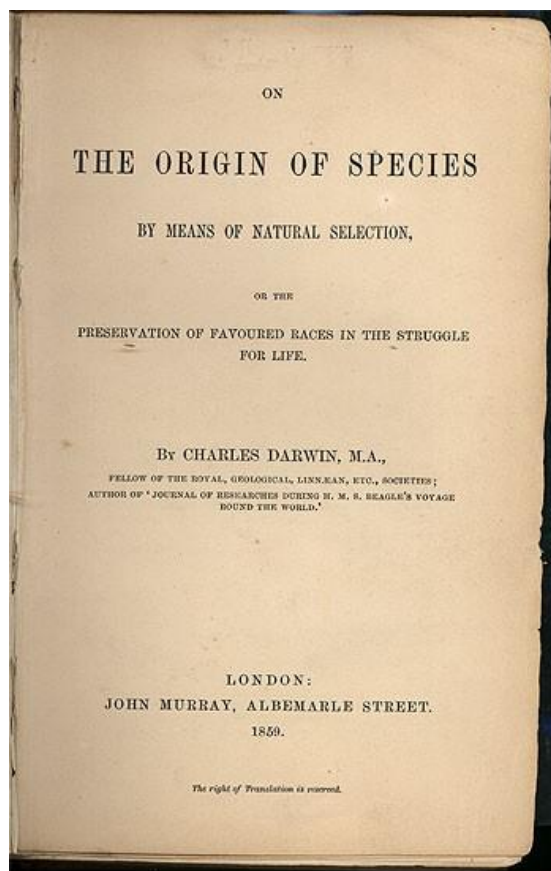 ON
THE ORIGIN OF SPECIES
BY MEANS OF NATURAL SELECTION,
OR THE
PRESERVATION OF FAVOURED RACES IN THE STRUGGLE
FOR LIFE.
By CHARLES DARWIN, M.A.,
FELLOW OF THE ROYAL, GEOLOGICAL, LINNÆAN, ETC., SOCIETIES;
AUTHOR OF ‘JOURNAL OF RESEARCHES DURING H. M. S. BEAGLE'S VOYAGE
ROUND THE WORLD.’
LONDON:
JOHN MURRAY, ALBEMARLE STREET.
1859.
The right of Translation is reserved.